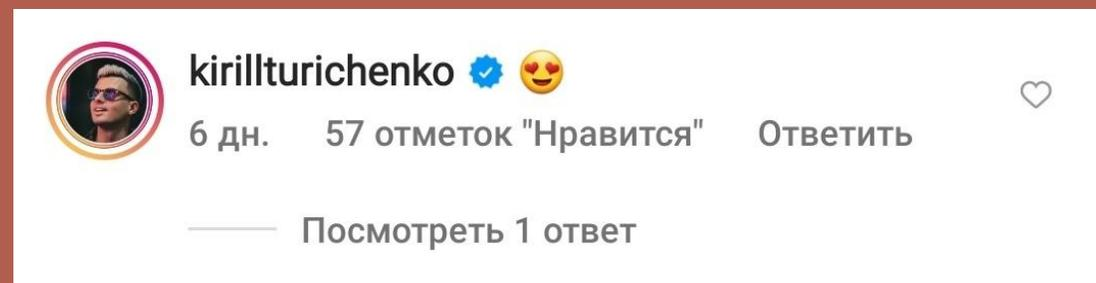 kirillturichenko 😍
6 дн. 57 отметок "Нравится" Ответить
Посмотреть 1 ответ